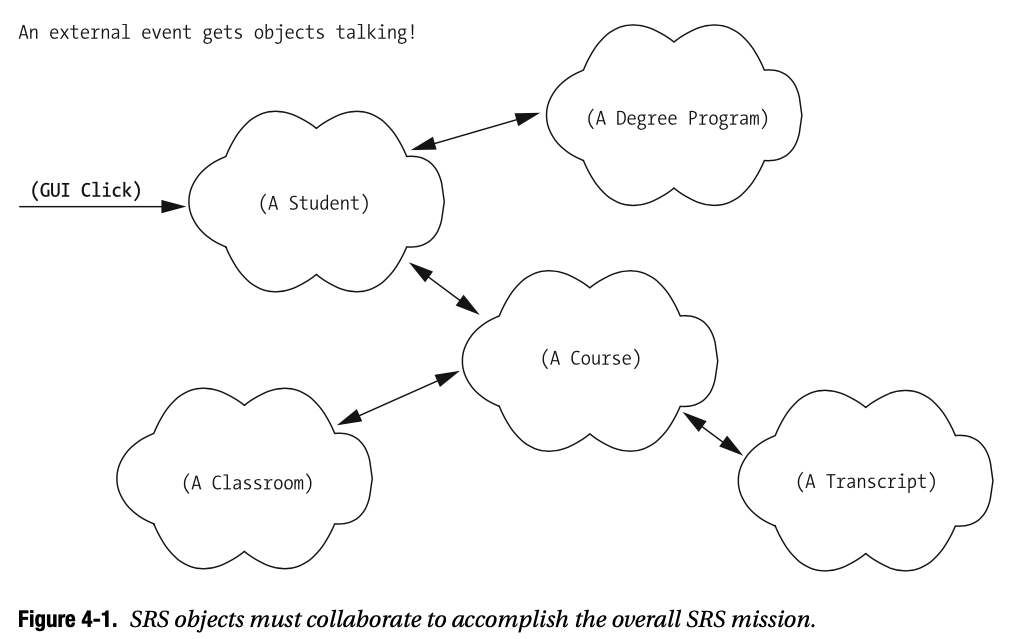 An external event gets objects talking!
(A Degree Program)
(GUI Click)
(A Student)
(A Course)
(A Classroom)
(A Transcript)
Figure 4-1. SRS objects must collaborate to accomplish the overall SRS mission.